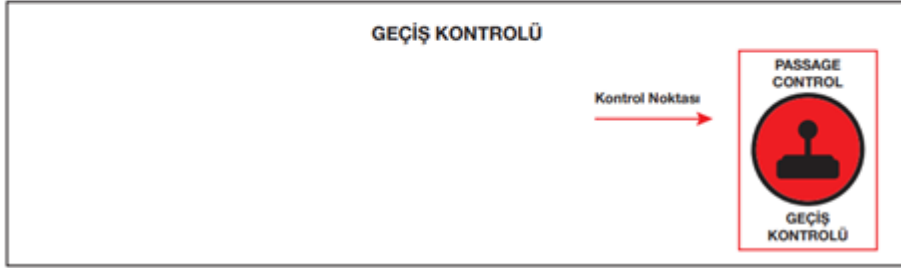 GEÇİŞ KONTROLÜ
Kontrol Noktası
PASSAGE
CONTROL
GEÇİŞ
KONTROLÜ